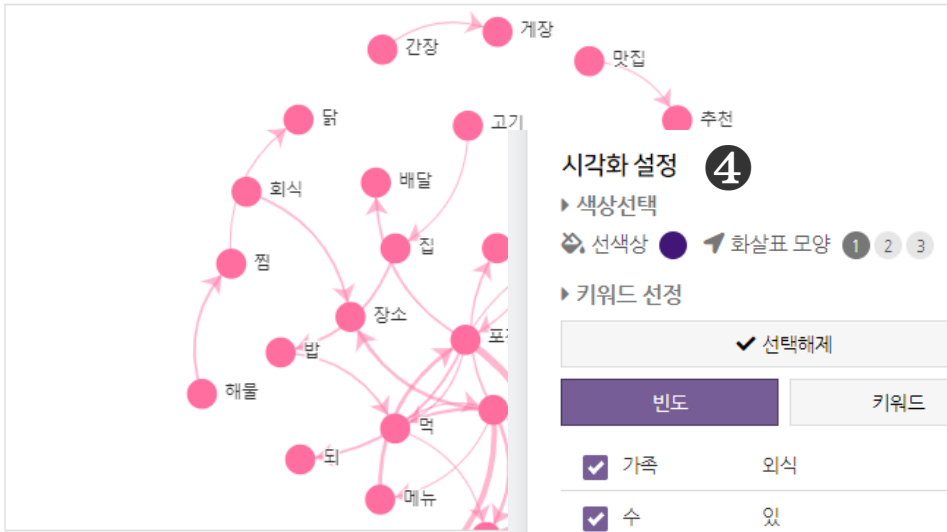 게장
간장
맛집
닭
추천
고기
배달
회식
집
찜
장소
밥
해물
먹
되
메뉴
시각화 설정 4
색상선택
선색상 화살표 모양 1 2 3
키워드 선정
선택해제
빈도 키워드
가족 외식
수 있